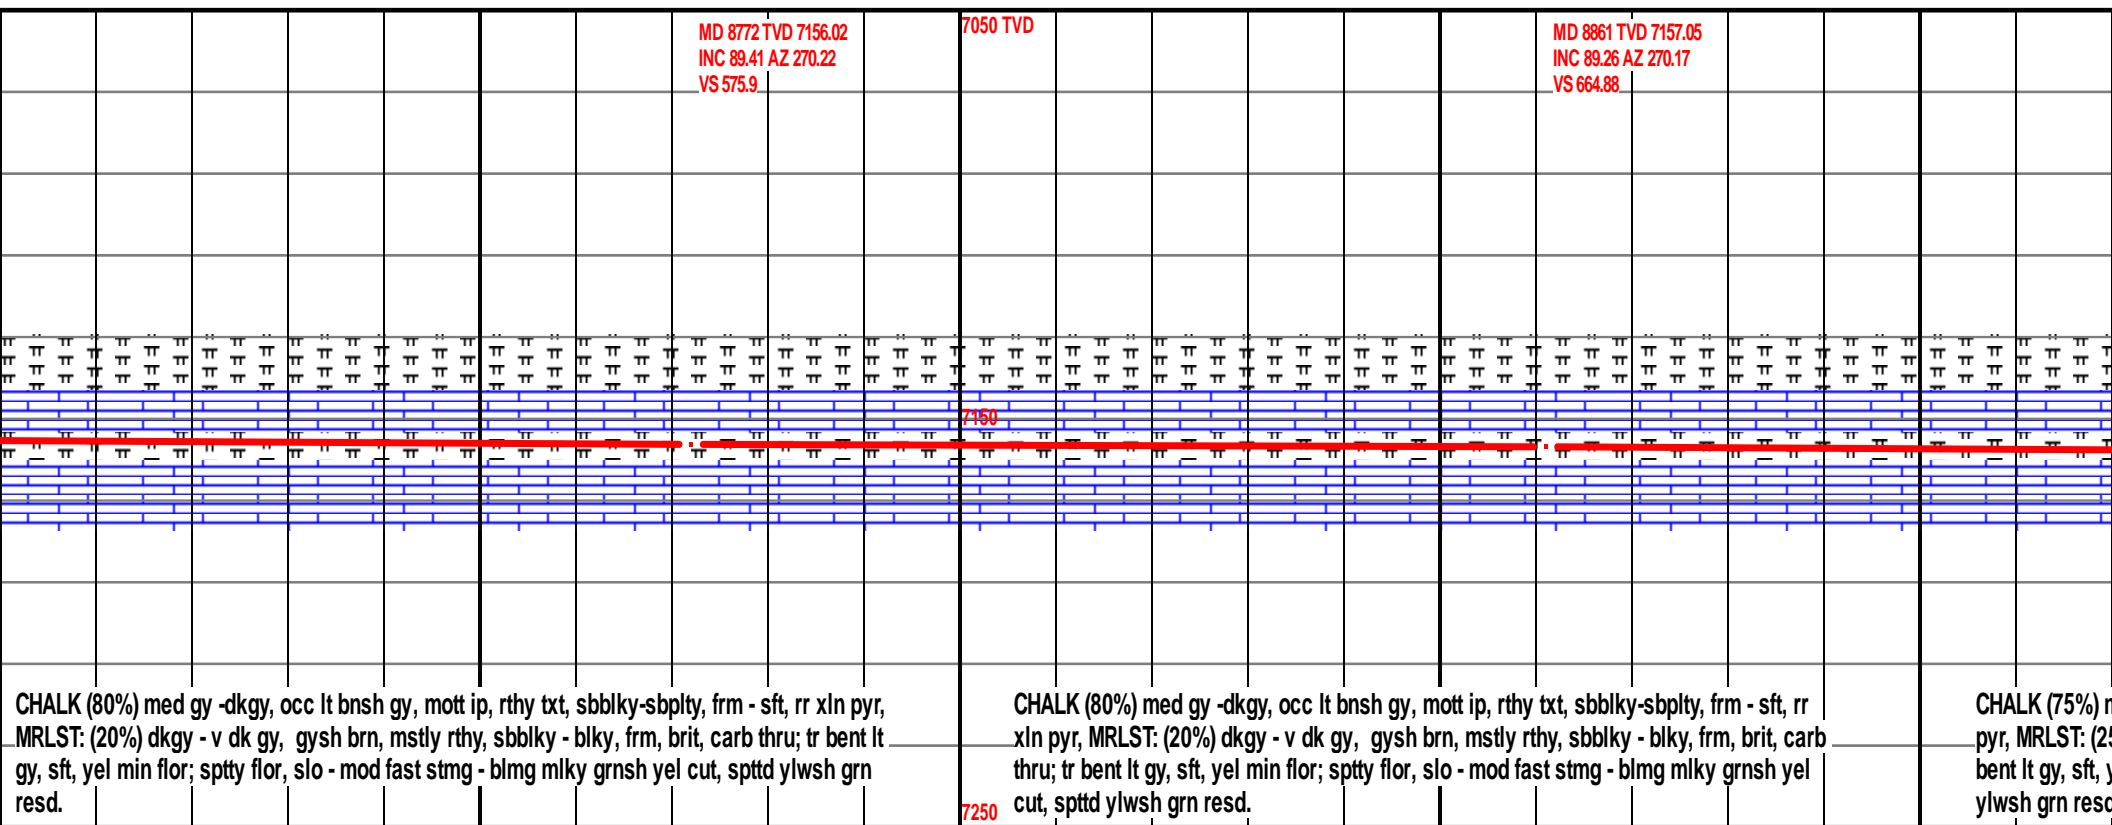 MD 8772 TVD 7156.02
INC 89.41 AZ 270.22
VS 575.9
7050 TVD
MD 8861 TVD 7157.05
INC 89.26 AZ 270.17
VS 664.88
7150
CHALK (80%) med gy -dkgy, occ lt bnsh gy, mott ip, rthy txt, sbblky-sbplty, frm - sft, rr xln pyr,
MRLST: (20%) dkgy - v dk gy, gysh brn, mstly rthy, sbblky - blky, frm, brit, carb thru; tr bent lt
gy, sft, yel min flor; sptty flor, slo - mod fast stmg - blmg mlky grnsh yel cut, spttd ylwsh grn
resd.
7250
CHALK (80%) med gy -dkgy, occ lt bnsh gy, mott ip, rthy txt, sbblky-sbplty, frm - sft, rr
xln pyr, MRLST: (20%) dkgy - v dk gy, gysh brn, mstly rthy, sbblky - blky, frm, brit, carb
thru; tr bent lt gy, sft, yel min flor; sptty flor, slo - mod fast stmg - blmg mlky grnsh yel
cut, spttd ylwsh grn resd.
CHALK (75%)
pyr, MRLST: (25
bent lt gy, sft, y
ylwsh grn resd